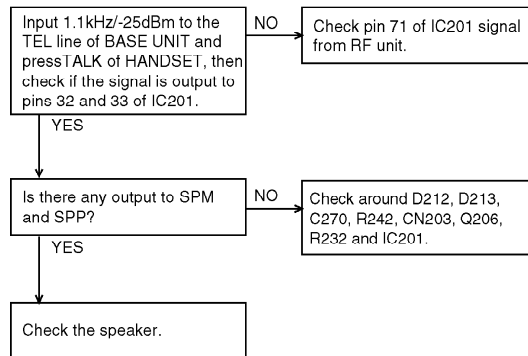 Input 1.1kHz/-25dBm to the
TEL line of BASE UNIT and
pressTALK of HANDSET, then
check if the signal is output to
pins 32 and 33 of IC201.
NO
Check pin 71 of IC201 signal
from RF unit.
YES
Is there any output to SPM
and SPP?
NO
Check around D212, D213,
C270, R242, CN203, Q206,
R232 and IC201.
YES
Check the speaker.